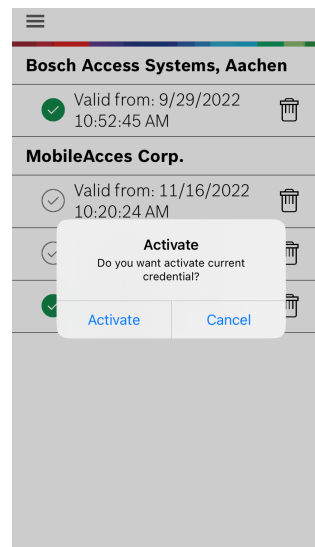 Bosch Access Systems, Aachen
Valid from: 9/29/2022
10:52:45 AM
MobileAcces Corp.
Valid from: 11/16/2022
10:20:24 AM
Activate
Do you want activate current
credential?
Activate Cancel